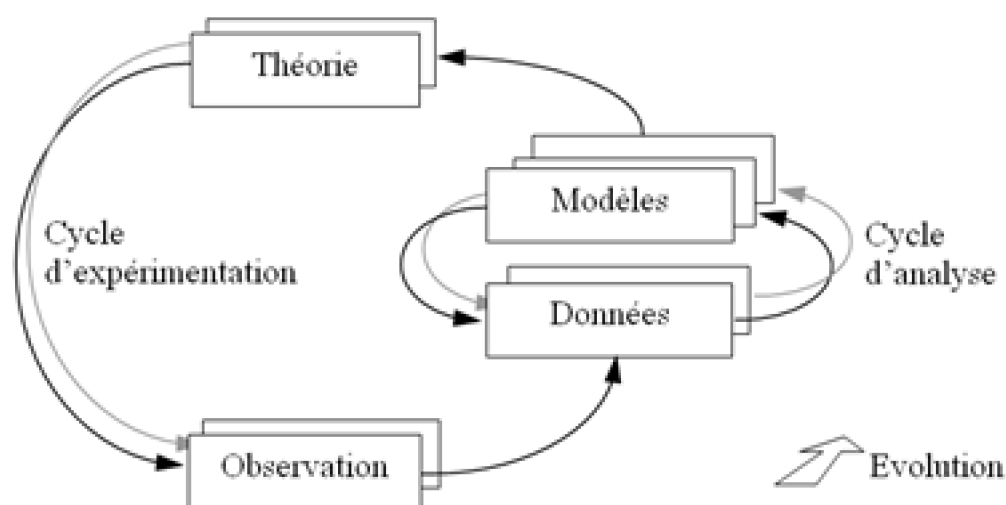 Théorie
Modèles
Cycle
d'expérimentation
Cycle
d'analyse
Données
Observation
Evolution